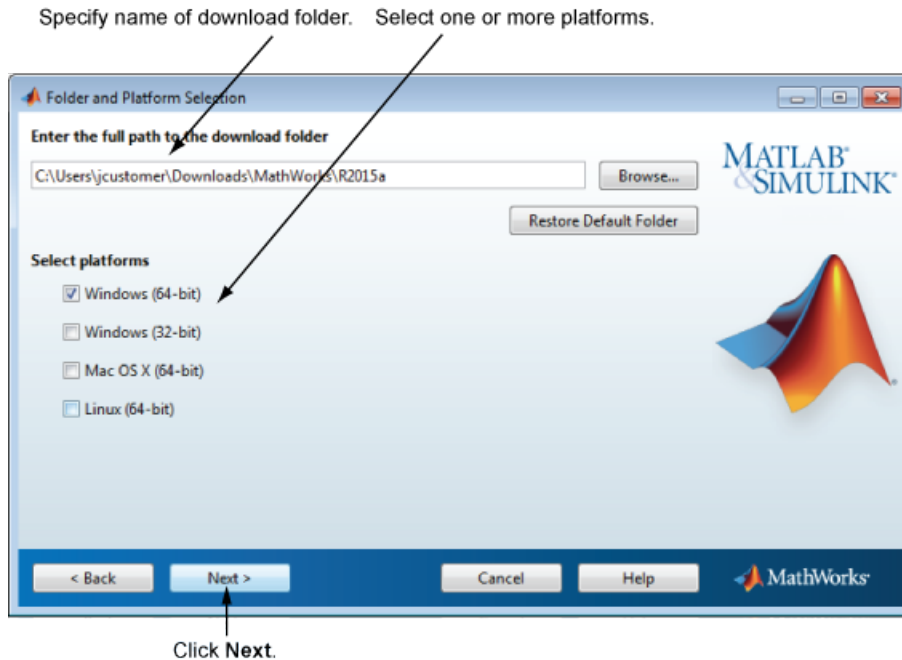 Specify name of download folder. Select one or more platforms.
Folder and Platform Selection
Enter the full path to the download folder
C:\Users\jcustomer\Downloads\MathWorks\R2015a
Browse...
MATLAB®
&SIMULINK®
Restore Default Folder
Select platforms
Windows (64-bit)
Windows (32-bit)
Mac OS X (64-bit)
Linux (64-bit)
< Back
Next >
Cancel
Help
MathWorks®
Click Next.